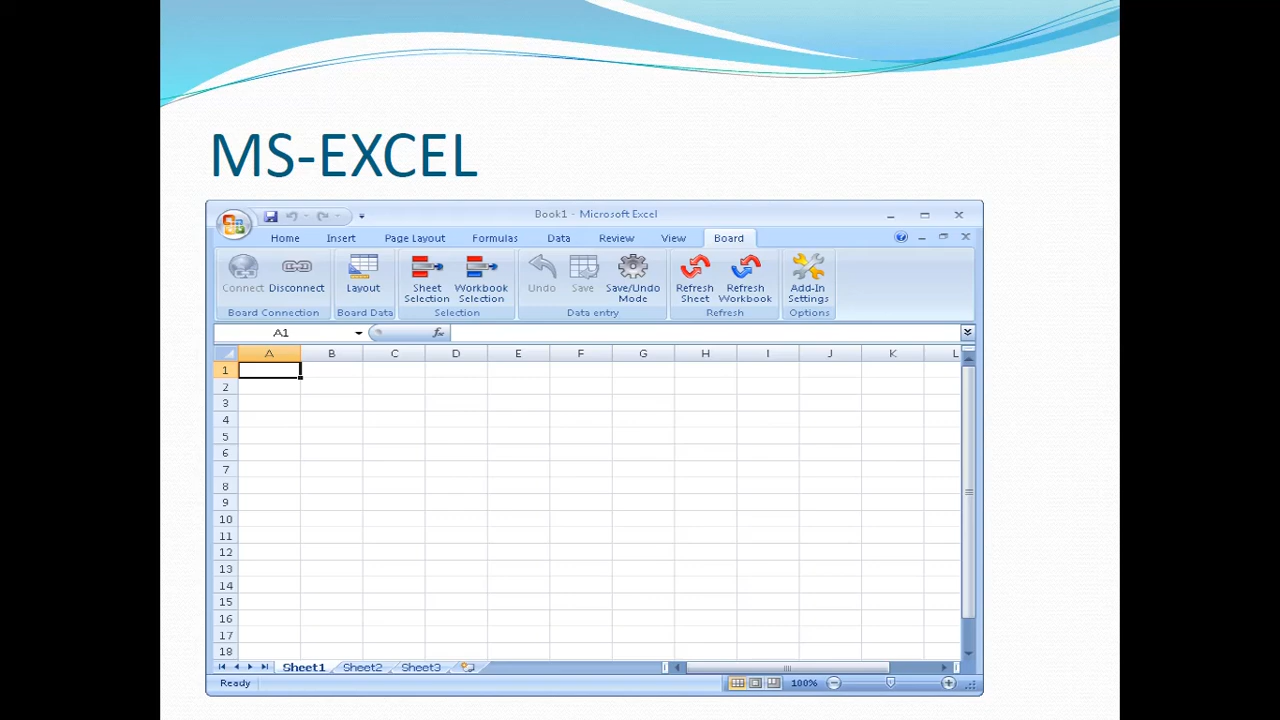 MS-EXCEL
Book1 - Microsoft Excel
Home Insert Page Layout Formulas Data Review View Board
Connect Disconnect Layout Sheet Selection Workbook Selection Undo Save Save/Undo Mode Refresh Sheet Refresh Workbook Add-In Settings
Board Connection Board Data Selection Data entry Refresh Options
A1 fx
A B C D E F G H I J K L
1
2
3
4
5
6
7
8
9
10
11
12
13
14
15
16
17
18
Sheet1 Sheet2 Sheet3
Ready 100%